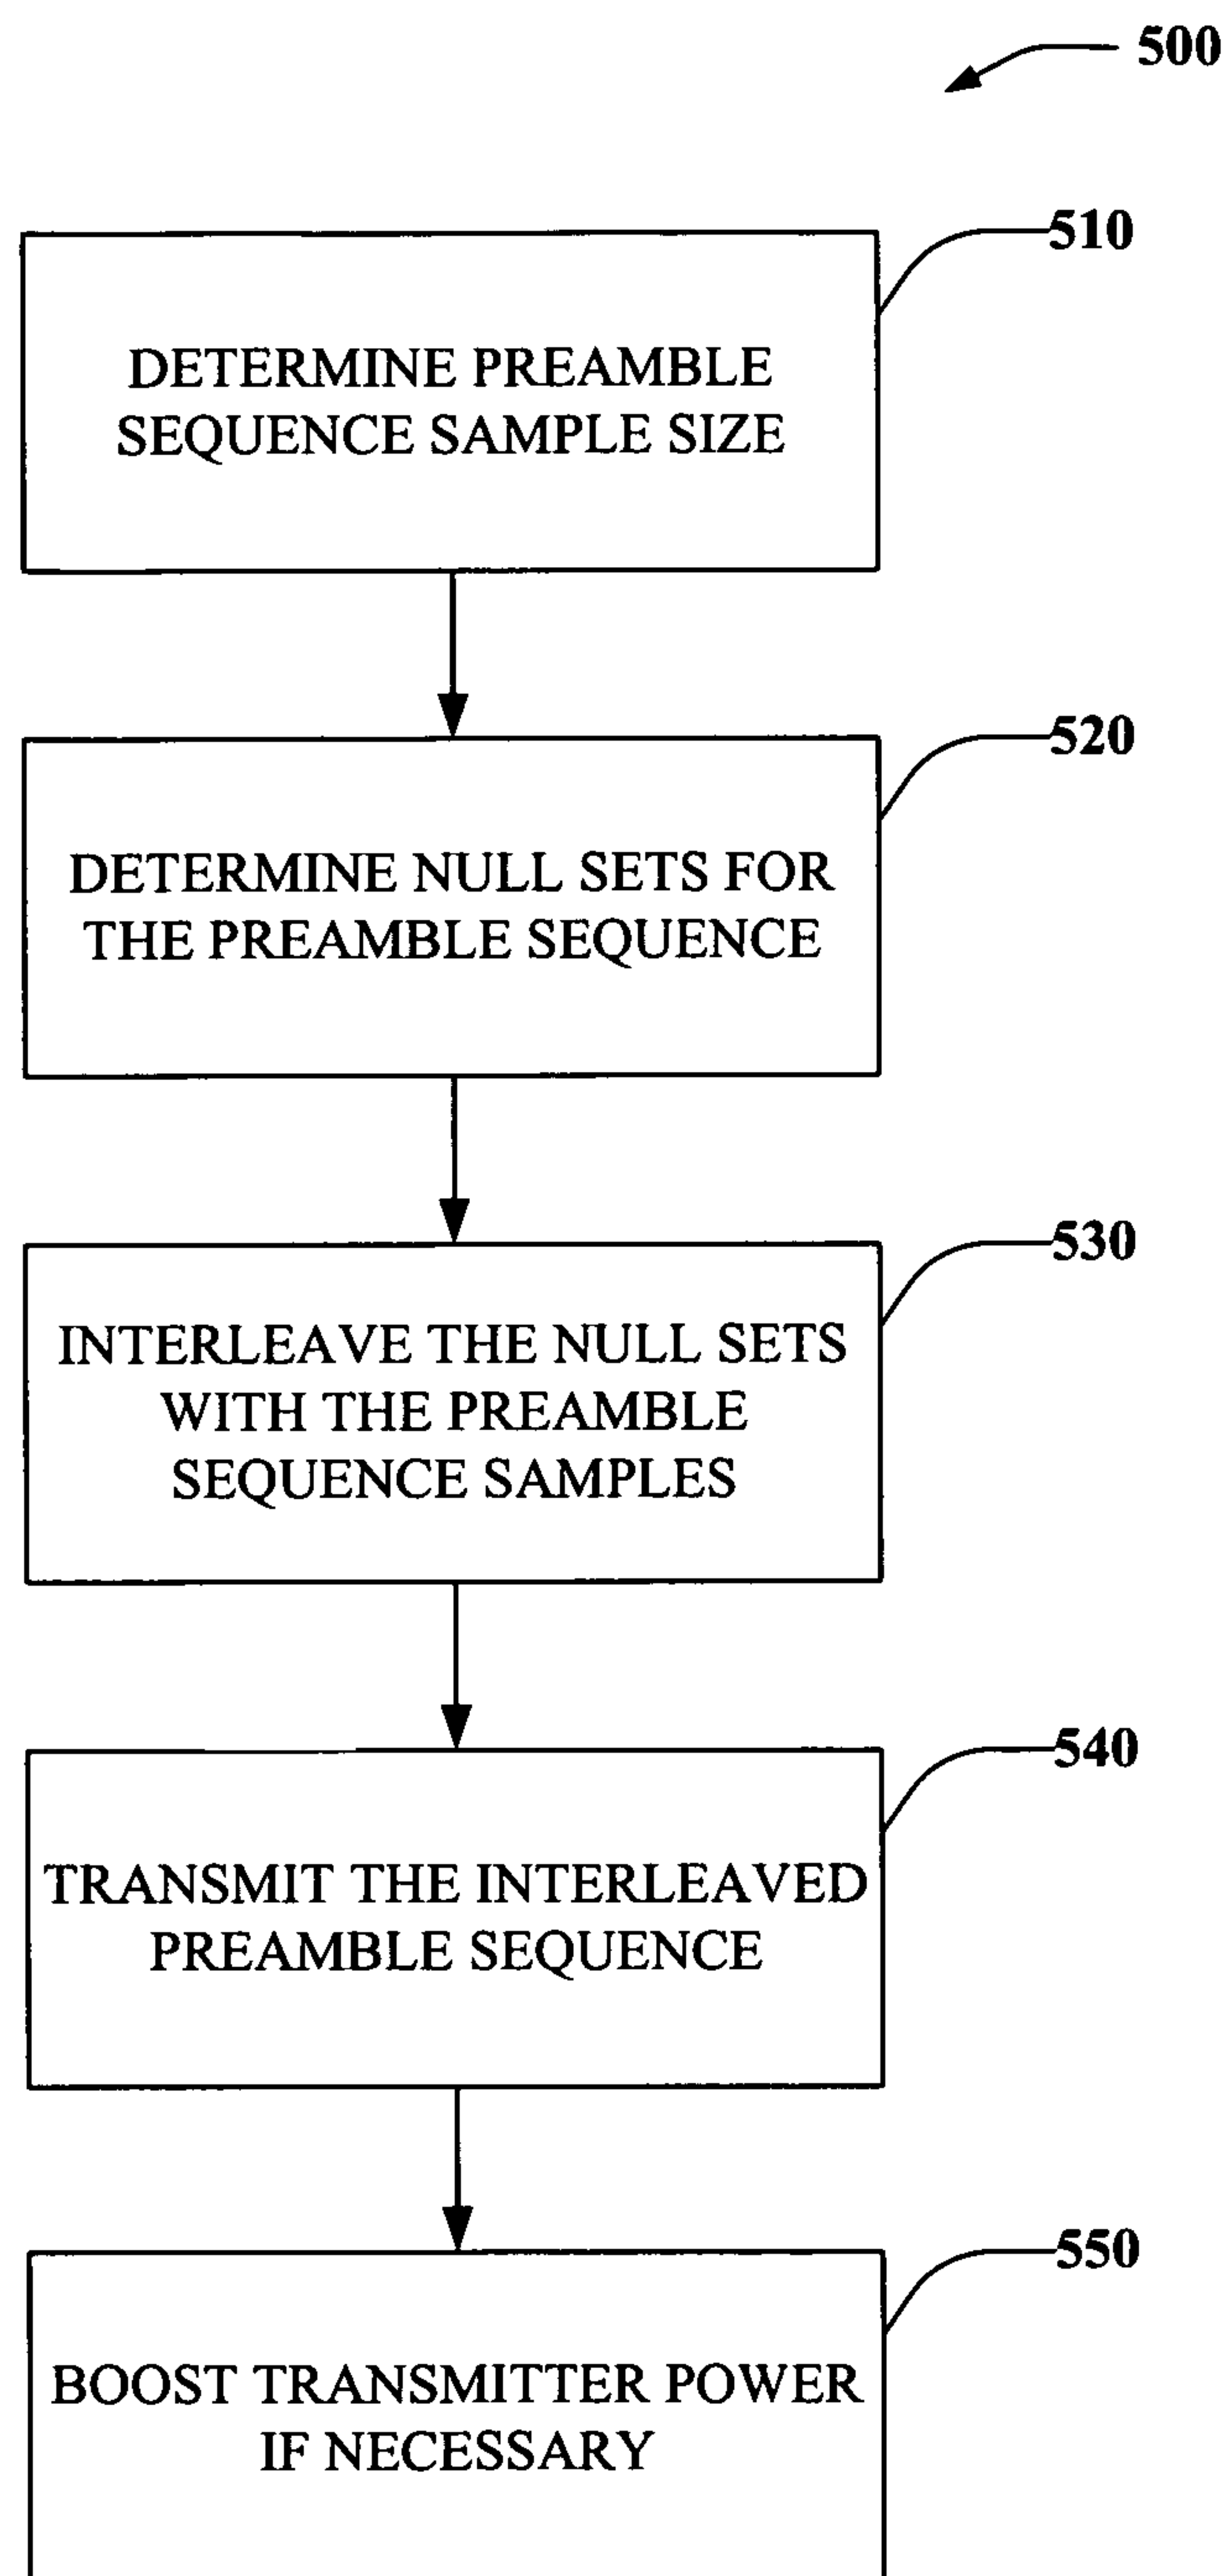 500
510
DETERMINE PREAMBLE
SEQUENCE SAMPLE SIZE
520
DETERMINE NULL SETS FOR
THE PREAMBLE SEQUENCE
530
INTERLEAVE THE NULL SETS
WITH THE PREAMBLE
SEQUENCE SAMPLES
540
TRANSMIT THE INTERLEAVED
PREAMBLE SEQUENCE
550
BOOST TRANSMITTER POWER
IF NECESSARY